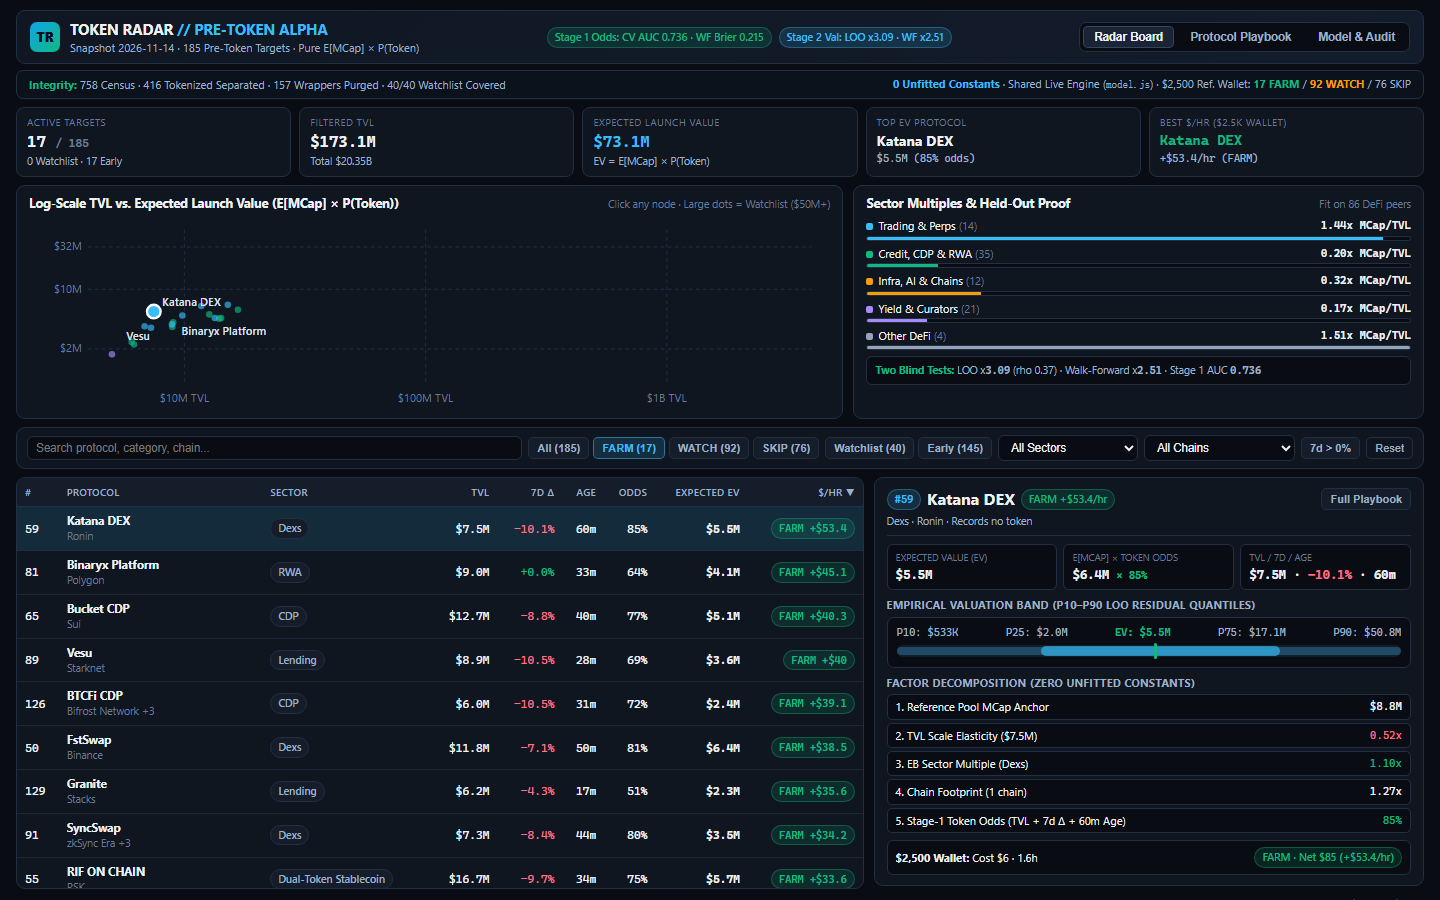 TR
TOKEN RADAR // PRE-TOKEN ALPHA
Snapshot 2026-11-14 · 185 Pre-Token Targets · Pure E[MCap] × P(Token)
Stage 1 Odds: CV AUC 0.736 · WF Brier 0.215
Stage 2 Val: LOO x3.09 · WF x2.51
Radar Board
Protocol Playbook
Model & Audit
Integrity: 758 Census · 416 Tokenized Separated · 157 Wrappers Purged · 40/40 Watchlist Covered
0 Unfitted Constants · Shared Live Engine (model.js) · $2,500 Ref. Wallet: 17 FARM / 92 WATCH / 76 SKIP
ACTIVE TARGETS
17 / 185
0 Watchlist · 17 Early
FILTERED TVL
$173.1M
Total $20.35B
EXPECTED LAUNCH VALUE
$73.1M
EV = E[MCap] × P(Token)
TOP EV PROTOCOL
Katana DEX
$5.5M (85% odds)
BEST $/HR ($2.5K WALLET)
Katana DEX
+$53.4/hr (FARM)
Log-Scale TVL vs. Expected Launch Value (E[MCap] × P(Token))
Click any node · Large dots = Watchlist ($50M+)
$32M
$10M
$2M
Katana DEX
Binaryx Platform
Vesu
$10M TVL
$100M TVL
$1B TVL
Sector Multiples & Held-Out Proof
Fit on 86 DeFi peers
Trading & Perps (14)
1.44x MCap/TVL
Credit, CDP & RWA (35)
0.20x MCap/TVL
Infra, AI & Chains (12)
0.32x MCap/TVL
Yield & Curators (21)
0.17x MCap/TVL
Other DeFi (4)
1.51x MCap/TVL
Two Blind Tests: LOO x3.09 (rho 0.37) · Walk-Forward x2.51 · Stage 1 AUC 0.736
Search protocol, category, chain...
All (185)
FARM (17)
WATCH (92)
SKIP (76)
Watchlist (40)
Early (145)
All Sectors
All Chains
7d > 0%
Reset
# PROTOCOL SECTOR TVL 7D Δ AGE ODDS EXPECTED EV $/HR ▼
59 Katana DEX Dexs $7.5M −10.1% 60m 85% $5.5M FARM +$53.4
Ronin
81 Binaryx Platform RWA $9.0M +0.0% 33m 64% $4.1M FARM +$45.1
Polygon
65 Bucket CDP CDP $12.7M −8.8% 40m 77% $5.1M FARM +$40.3
Sui
89 Vesu Lending $8.9M −10.5% 28m 69% $3.6M FARM +$40
Starknet
126 BTCFi CDP CDP $6.0M −10.5% 31m 72% $2.4M FARM +$39.1
Bifrost Network +3
50 FstSwap Dexs $11.8M −7.1% 50m 81% $6.4M FARM +$38.5
Binance
129 Granite Lending $6.2M −4.3% 17m 51% $2.3M FARM +$35.6
Stacks
91 SyncSwap Dexs $7.3M −8.4% 44m 80% $3.5M FARM +$34.2
zkSync Era +3
55 RIF ON CHAIN Dual-Token Stablecoin $16.7M −9.7% 34m 75% $5.7M FARM +$33.6
RSK
#59
Katana DEX
FARM +$53.4/hr
Full Playbook
Dexs · Ronin · Records no token
EXPECTED VALUE (EV)
$5.5M
E[MCAP] × TOKEN ODDS
$6.4M × 85%
TVL / 7D / AGE
$7.5M · −10.1% · 60m
EMPIRICAL VALUATION BAND (P10–P90 LOO RESIDUAL QUANTILES)
P10: $533K
P25: $2.0M
EV: $5.5M
P75: $17.1M
P90: $50.8M
FACTOR DECOMPOSITION (ZERO UNFITTED CONSTANTS)
1. Reference Pool MCap Anchor $8.8M
2. TVL Scale Elasticity ($7.5M) 0.52x
3. EB Sector Multiple (Dexs) 1.10x
4. Chain Footprint (1 chain) 1.27x
5. Stage-1 Token Odds (TVL + 7d Δ + 60m Age) 85%
$2,500 Wallet: Cost $6 · 1.6h
FARM · Net $85 (+$53.4/hr)